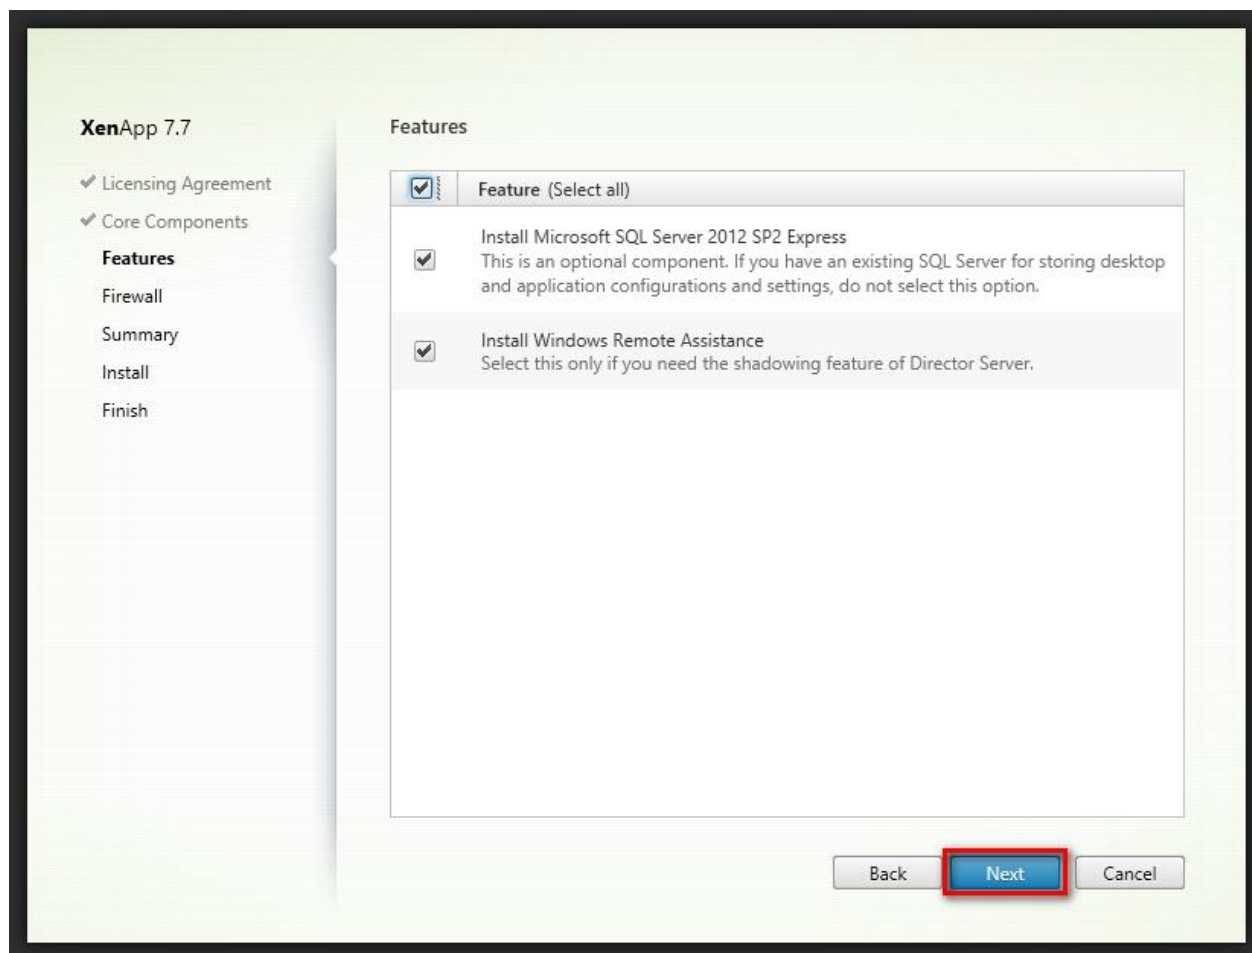 XenApp 7.7
Licensing Agreement
Core Components
Features
Firewall
Summary
Install
Finish
Features
Feature (Select all)
Install Microsoft SQL Server 2012 SP2 Express
This is an optional component. If you have an existing SQL Server for storing desktop
and application configurations and settings, do not select this option.
Install Windows Remote Assistance
Select this only if you need the shadowing feature of Director Server.
Back
Next
Cancel